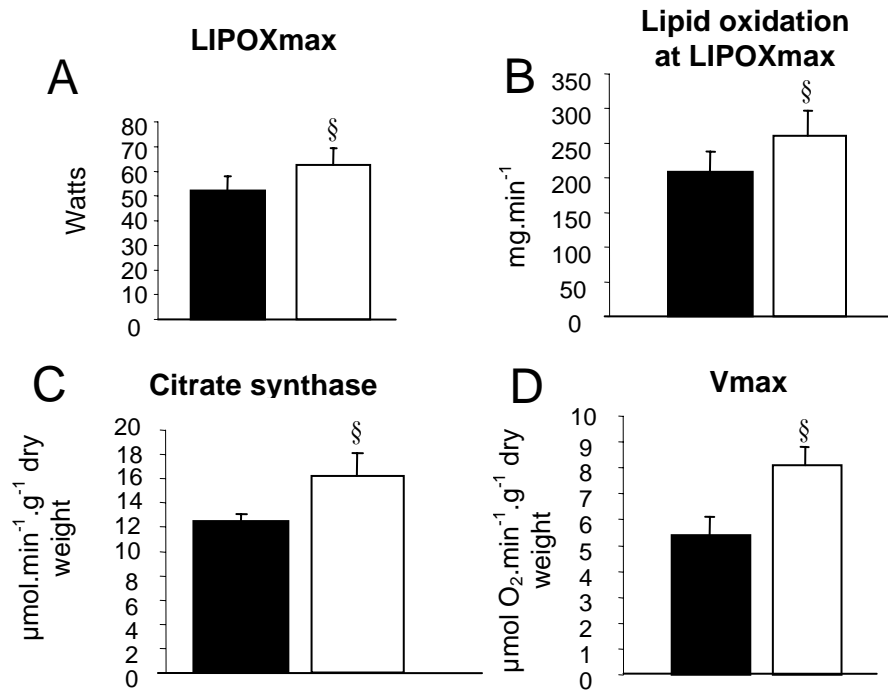 A
LIPOXmax
§
80
70
60
50
40
30
20
10
0
Watts
B
Lipid oxidation
at LIPOXmax
§
350
300
250
200
150
100
50
0
mg.min⁻¹
C
Citrate synthase
§
20
18
16
14
12
10
8
6
4
2
0
µmol.min⁻¹.g⁻¹ dry
weight
D
Vmax
§
10
9
8
7
6
5
4
3
2
1
0
µmol O₂.min⁻¹.g⁻¹ dry
weight